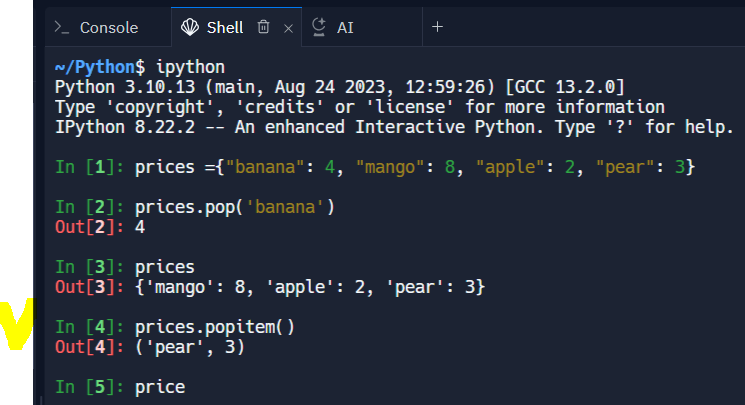 >_ Console Shell × AI +
~/Python$ ipython
Python 3.10.13 (main, Aug 24 2023, 12:59:26) [GCC 13.2.0]
Type 'copyright', 'credits' or 'license' for more information
IPython 8.22.2 -- An enhanced Interactive Python. Type '?' for help.
In [1]: prices ={"banana": 4, "mango": 8, "apple": 2, "pear": 3}
In [2]: prices.pop('banana')
Out[2]: 4
In [3]: prices
Out[3]: {'mango': 8, 'apple': 2, 'pear': 3}
In [4]: prices.popitem()
Out[4]: ('pear', 3)
In [5]: price